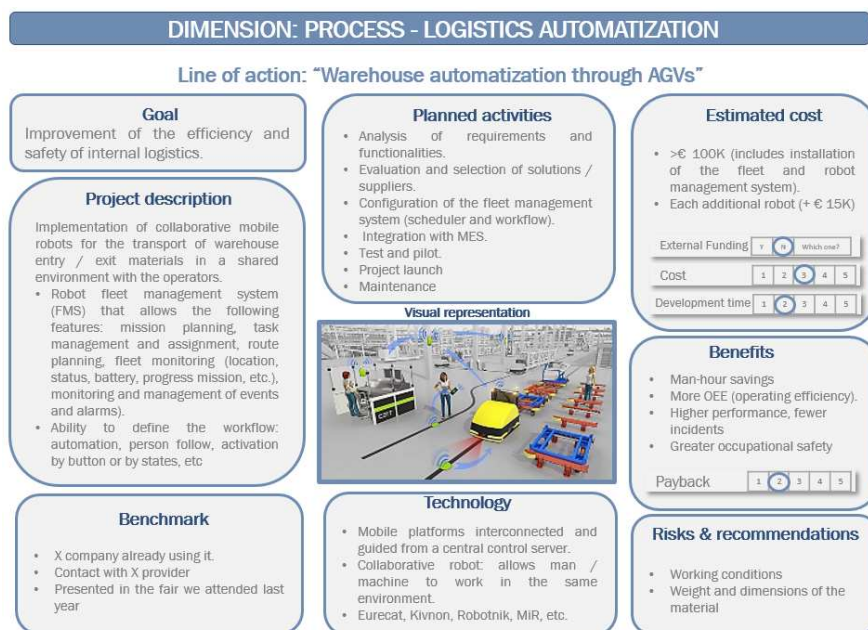 DIMENSION: PROCESS - LOGISTICS AUTOMATIZATION
Line of action: “Warehouse automatization through AGVs”
Goal
Improvement of the efficiency and
safety of internal logistics.
Project description
Implementation of collaborative mobile
robots for the transport of warehouse
entry / exit materials in a shared
environment with the operators.
• Robot fleet management system
(FMS) that allows the following
features: mission planning, task
management and assignment, route
planning, fleet monitoring (location,
status, battery, progress mission, etc.),
monitoring and management of events
and alarms).
• Ability to define the workflow:
automation, person follow, activation
by button or by states, etc
Benchmark
• X company already using it.
• Contact with X provider
• Presented in the fair we attended last
year
Planned activities
• Analysis of requirements and
functionalities.
• Evaluation and selection of solutions /
suppliers.
• Configuration of the fleet management
system (scheduler and workflow).
• Integration with MES.
• Test and pilot.
• Project launch
• Maintenance
Visual representation
Technology
• Mobile platforms interconnected and
guided from a central control server.
• Collaborative robot: allows man /
machine to work in the same
environment.
• Eurecat, Kivnon, Robotnik, MiR, etc.
Estimated cost
• >€ 100K (includes installation
of the fleet and robot
management system).
• Each additional robot (+ € 15K)
External Funding Y N Which one?
Cost 1 2 3 4 5
Development time 1 2 3 4 5
Benefits
• Man-hour savings
• More OEE (operating efficiency).
• Higher performance, fewer
incidents
• Greater occupational safety
Payback 1 2 3 4 5
Risks & recommendations
• Working conditions
• Weight and dimensions of the
material